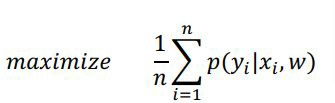 maximize 1/n ∑_{i=1}^{n} p(y_i|x_i, w)